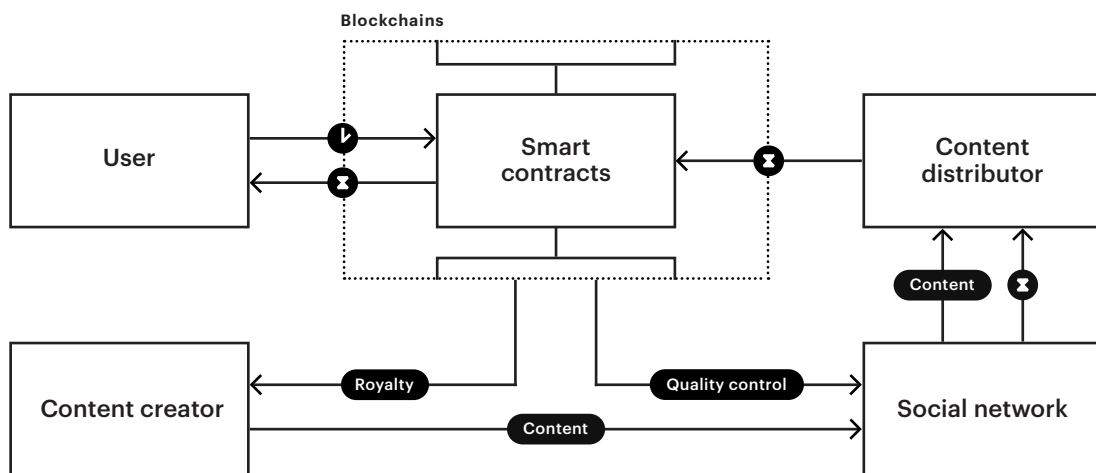 Blockchains
User
Smart
contracts
Content
distributor
Content
Royalty
Quality control
Content creator
Content
Social network